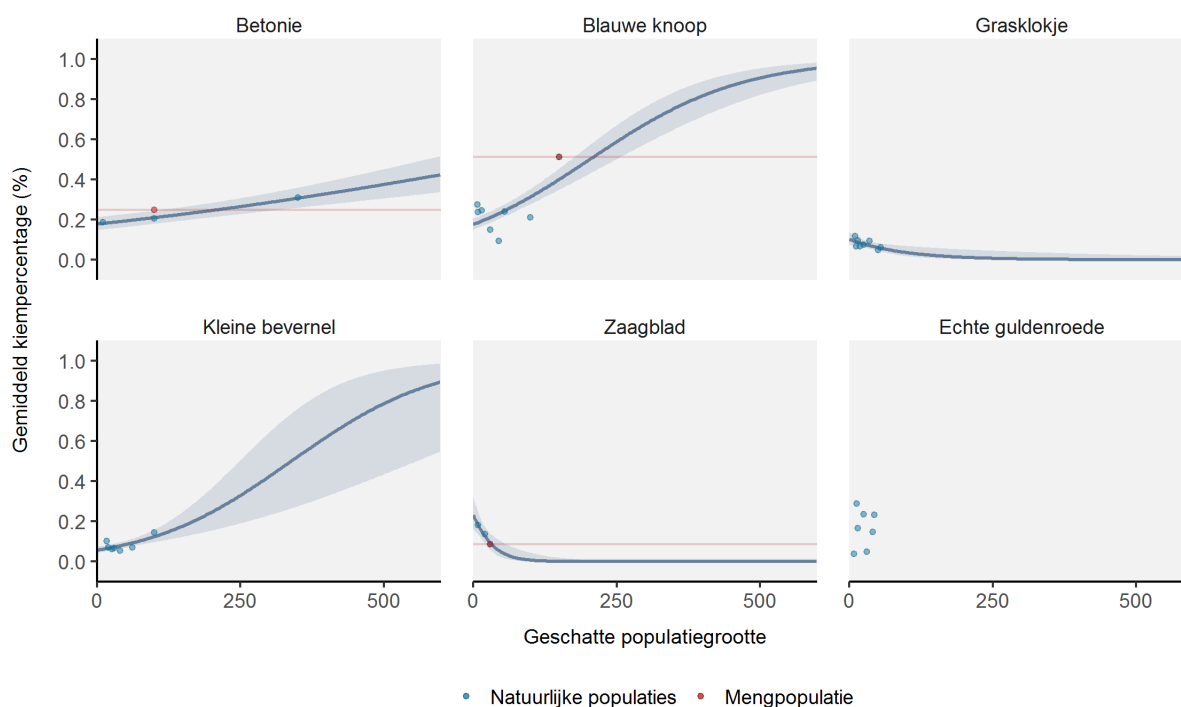 Betonie
Blauwe knoop
Grasklokje
1.0
0.8
0.6
0.4
0.2
0.0
Kleine bevernel
Zaagblad
Echte guldenroede
1.0
0.8
0.6
0.4
0.2
0.0
0 250 500
0 250 500
0 250 500
Gemiddeld kiempercentage (%)
Geschatte populatiegrootte
Natuurlijke populaties
Mengpopulatie